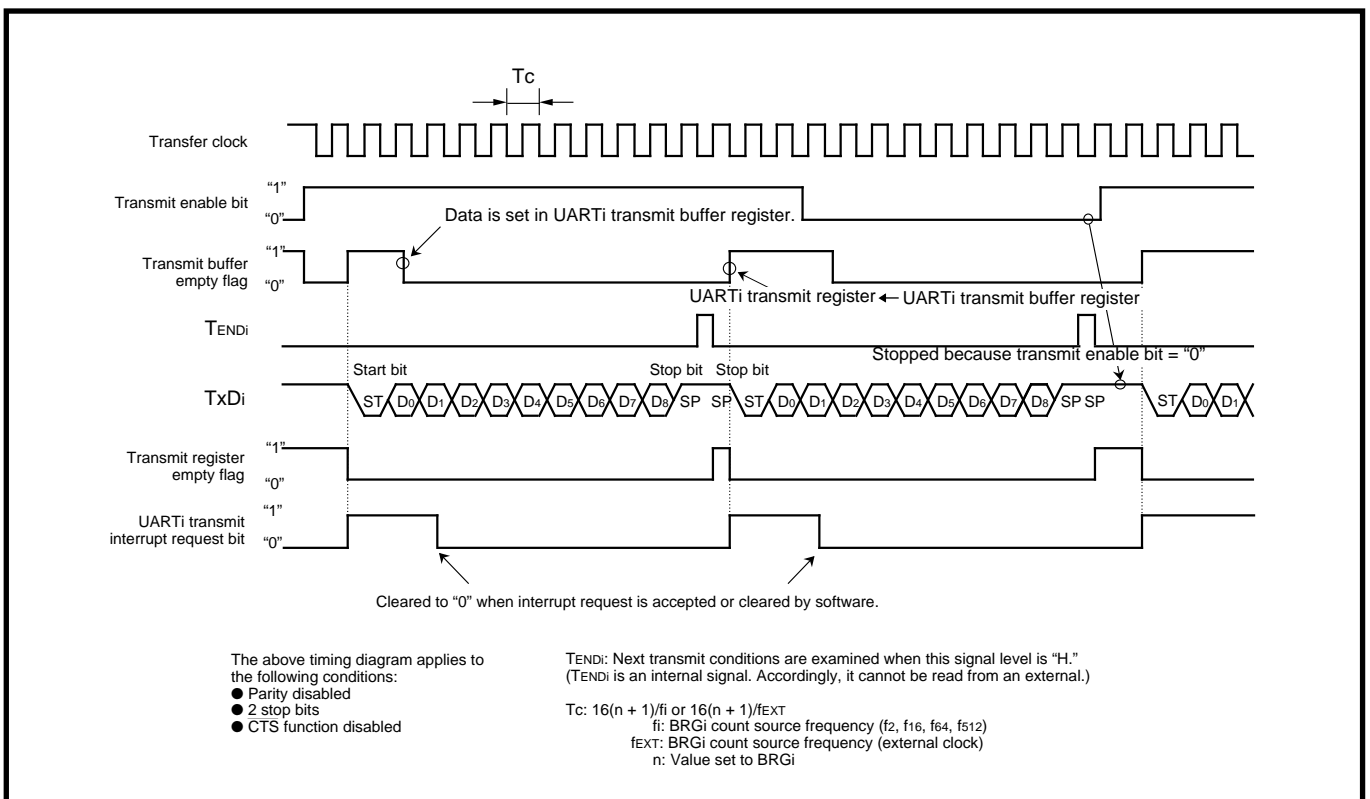 Tc
Transfer clock
Transmit enable bit
“1”
“0”
Data is set in UARTi transmit buffer register.
Transmit buffer
empty flag
“1”
“0”
UARTi transmit register ← UARTi transmit buffer register
TENDi
Stopped because transmit enable bit = “0”
Start bit
Stop bit
Stop bit
TxDi
ST D0 D1 D2 D3 D4 D5 D6 D7 D8 SP SP ST D0 D1 D2 D3 D4 D5 D6 D7 D8 SP SP ST D0 D1
Transmit register
empty flag
“1”
“0”
UARTi transmit
interrupt request bit
“1”
“0”
Cleared to “0” when interrupt request is accepted or cleared by software.
The above timing diagram applies to
the following conditions:
● Parity disabled
● 2 stop bits
● CTS function disabled
TENDi: Next transmit conditions are examined when this signal level is “H.”
(TENDi is an internal signal. Accordingly, it cannot be read from an external.)
Tc: 16(n + 1)/fi or 16(n + 1)/fEXT
fi: BRGi count source frequency (f2, f16, f64, f512)
fEXT: BRGi count source frequency (external clock)
n: Value set to BRGi